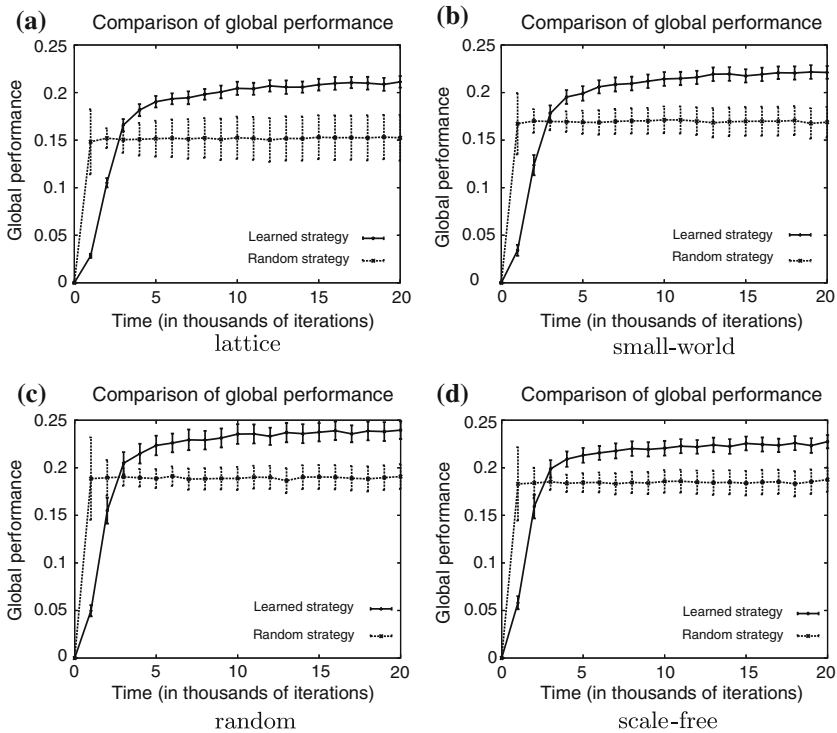 (a)
Comparison of global performance
0.25
0.2
0.15
0.1
0.05
0
Global performance
Learned strategy
Random strategy
0 5 10 15 20
Time (in thousands of iterations)
lattice
(b)
Comparison of global performance
0.25
0.2
0.15
0.1
0.05
0
Global performance
Learned strategy
Random strategy
0 5 10 15 20
Time (in thousands of iterations)
small-world
(c)
Comparison of global performance
0.25
0.2
0.15
0.1
0.05
0
Global performance
Learned strategy
Random strategy
0 5 10 15 20
Time (in thousands of iterations)
random
(d)
Comparison of global performance
0.25
0.2
0.15
0.1
0.05
0
Global performance
Learned strategy
Random strategy
0 5 10 15 20
Time (in thousands of iterations)
scale-free